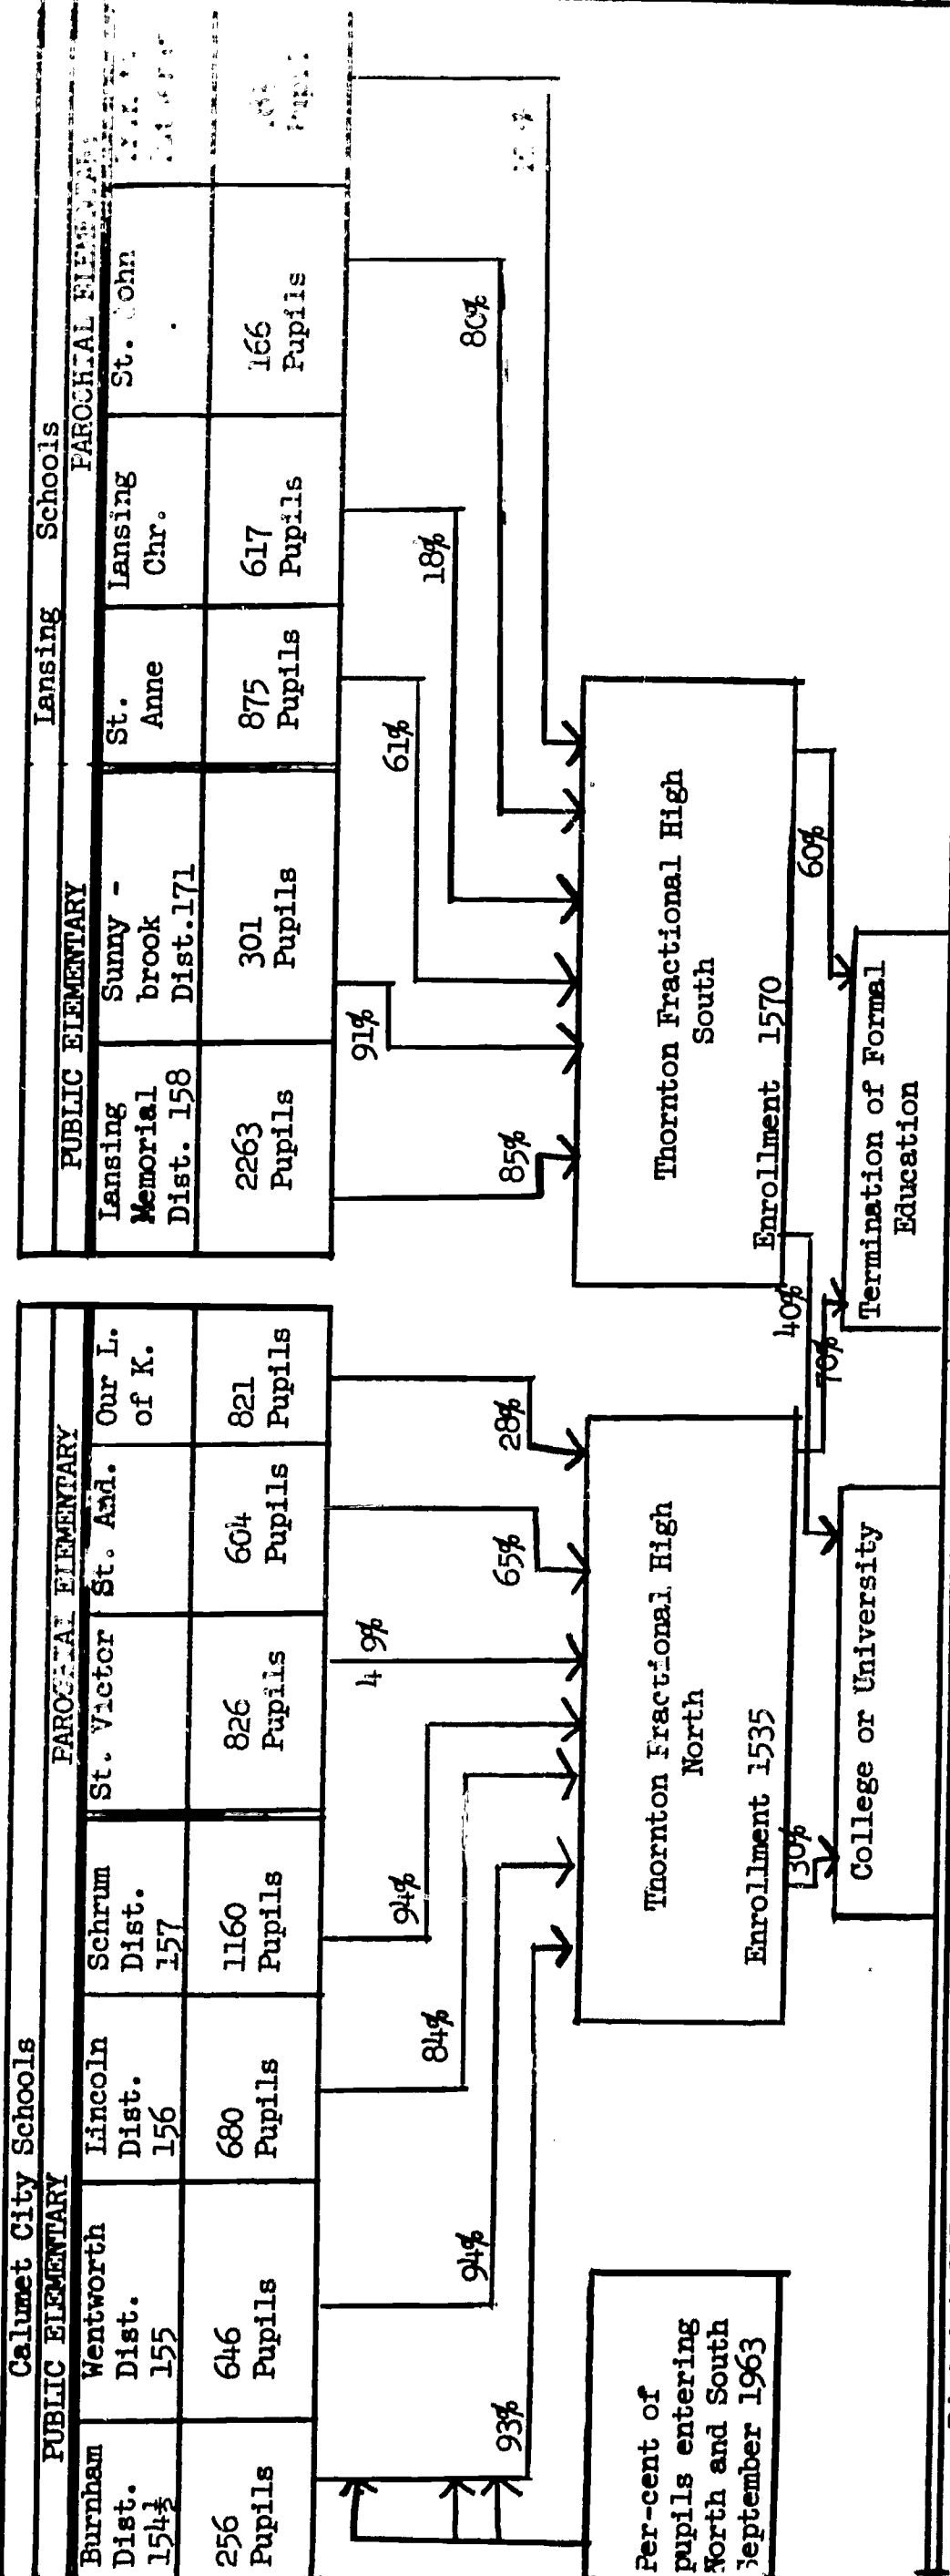 Calumet City Schools
PUBLIC ELEMENTARY
PAROCHIAL ELEMENTARY
Burnham
Dist.
154½
Wentworth
Dist.
155
Lincoln
Dist.
156
Schrum
Dist.
157
St. Victor
St. And.
Our L.
of K.
256
Pupils
646
Pupils
680
Pupils
1160
Pupils
826
Pupils
604
Pupils
821
Pupils
93%
94%
84%
94%
4 9%
65%
28%
Lansing Schools
PUBLIC ELEMENTARY
PAROCHIAL ELEMENTARY
Lansing
Memorial
Dist. 158
Sunny -
brook
Dist.171
St.
Anne
Lansing
Chr.
St. John
2263
Pupils
301
Pupils
875
Pupils
617
Pupils
166
Pupils
Pupil
85%
91%
61%
18%
80%
Per-cent of
pupils entering
North and South
September 1963
Thornton Fractional High
North
Enrollment 1535
Thornton Fractional High
South
Enrollment 1570
30%
70%
40%
60%
College or University
Termination of Formal
Education